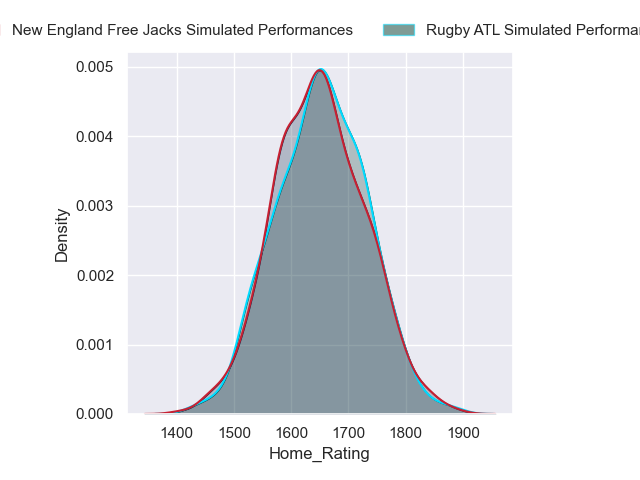 New England Free Jacks Simulated Performances Rugby ATL Simulated
0.005
0.004
0.003
0.002
0.001
0.000
Density
1400 1500 1600 1700 1800 1900
Home_Rating